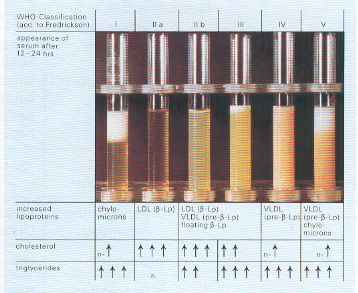 WHO-Classification
(acc. to Fredrickson)
I
II a
II b
III
IV
V
appearance of
serum after
12-24 hrs
increased
lipoproteins
chylo-
microns
LDL (β-Lp)
LDL (β-Lp)
VLDL (pre-β-Lp)
floating β-Lp
VLDL
(pre-β-Lp)
VLDL
(pre-β-Lp)
chylo-
microns
cholesterol
n-↑
↑↑↑
↑↑
↑↑
n-↑
n-↑
triglycerides
↑↑↑
n
↑↑
↑↑
↑↑↑
↑↑↑